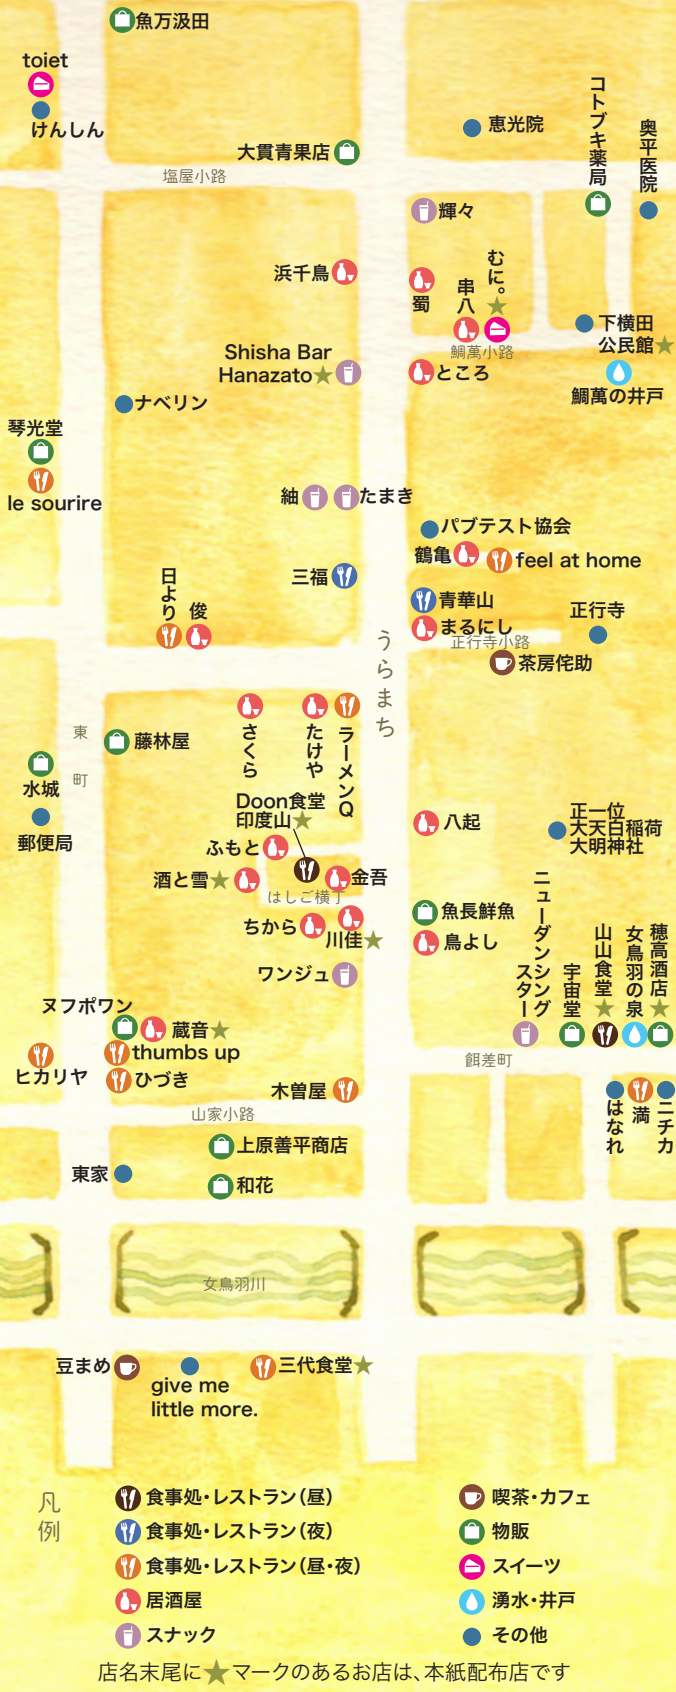 魚万汲田
toiet
けんしん
大貫青果店
塩屋小路
恵光院
コトブキ薬局
奥平医院
輝々
浜千鳥
蜀
串八
むに。★
鯛萬小路
下横田
公民館★
鯛萬の井戸
Shisha Bar
Hanazato★
ところ
ナベリン
琴光堂
le sourire
紬
たまき
パブテスト協会
鶴亀
feel at home
三福
青華山
まるにし
正行寺小路
正行寺
茶房侘助
日より
俊
うらまち
東町
藤林屋
水城
郵便局
さくら
たけや
ラーメンQ
Doon食堂
印度山★
ふもと
酒と雪★
金吾
はしご横丁
ちから
川佳★
ワンジュ
八起
正一位
大天白稲荷
大明神社
魚長鮮魚
鳥よし
ニューダンシング
スター
宇宙堂
山山食堂★
女鳥羽の泉
穂高酒店★
餌差町
ヌフポワン
蔵音★
thumbs up
ヒカリヤ
ひづき
木曽屋
山家小路
はなれ
満
ニチカ
上原善平商店
東家
和花
女鳥羽川
豆まめ
give me
little more.
三代食堂★
凡例
食事処・レストラン（昼）
食事処・レストラン（夜）
食事処・レストラン（昼・夜）
居酒屋
スナック
喫茶・カフェ
物販
スイーツ
湧水・井戸
その他
店名末尾に★マークのあるお店は、本紙配布店です